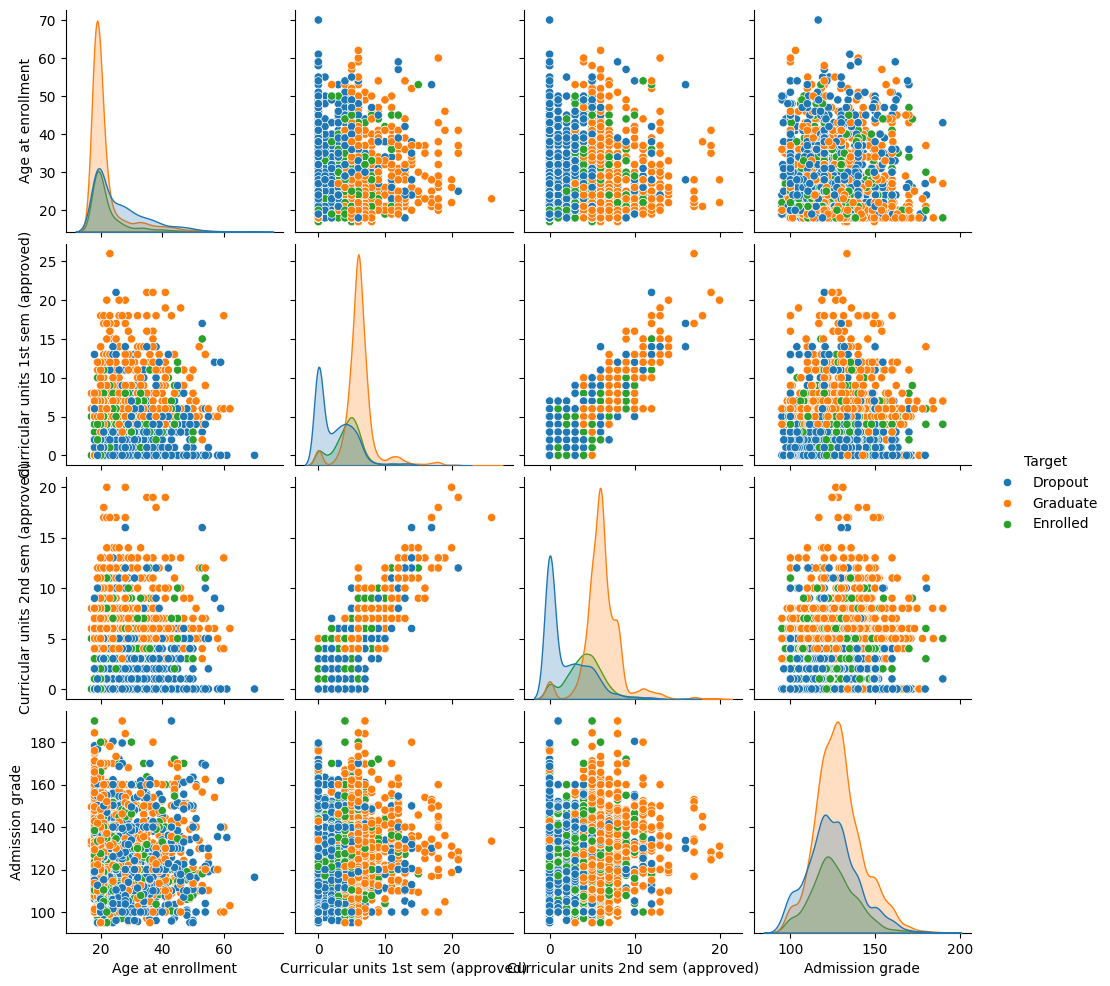 70
60
50
40
30
20
Age at enrollment
25
20
15
10
5
0
Curricular units 1st sem (approved)
20
15
10
5
0
Curricular units 2nd sem (approved)
180
160
140
120
100
Admission grade
20 40 60
Age at enrollment
0 10 20
Curricular units 1st sem (approved)
0 10 20
Curricular units 2nd sem (approved)
100 150 200
Admission grade
Target
Dropout
Graduate
Enrolled